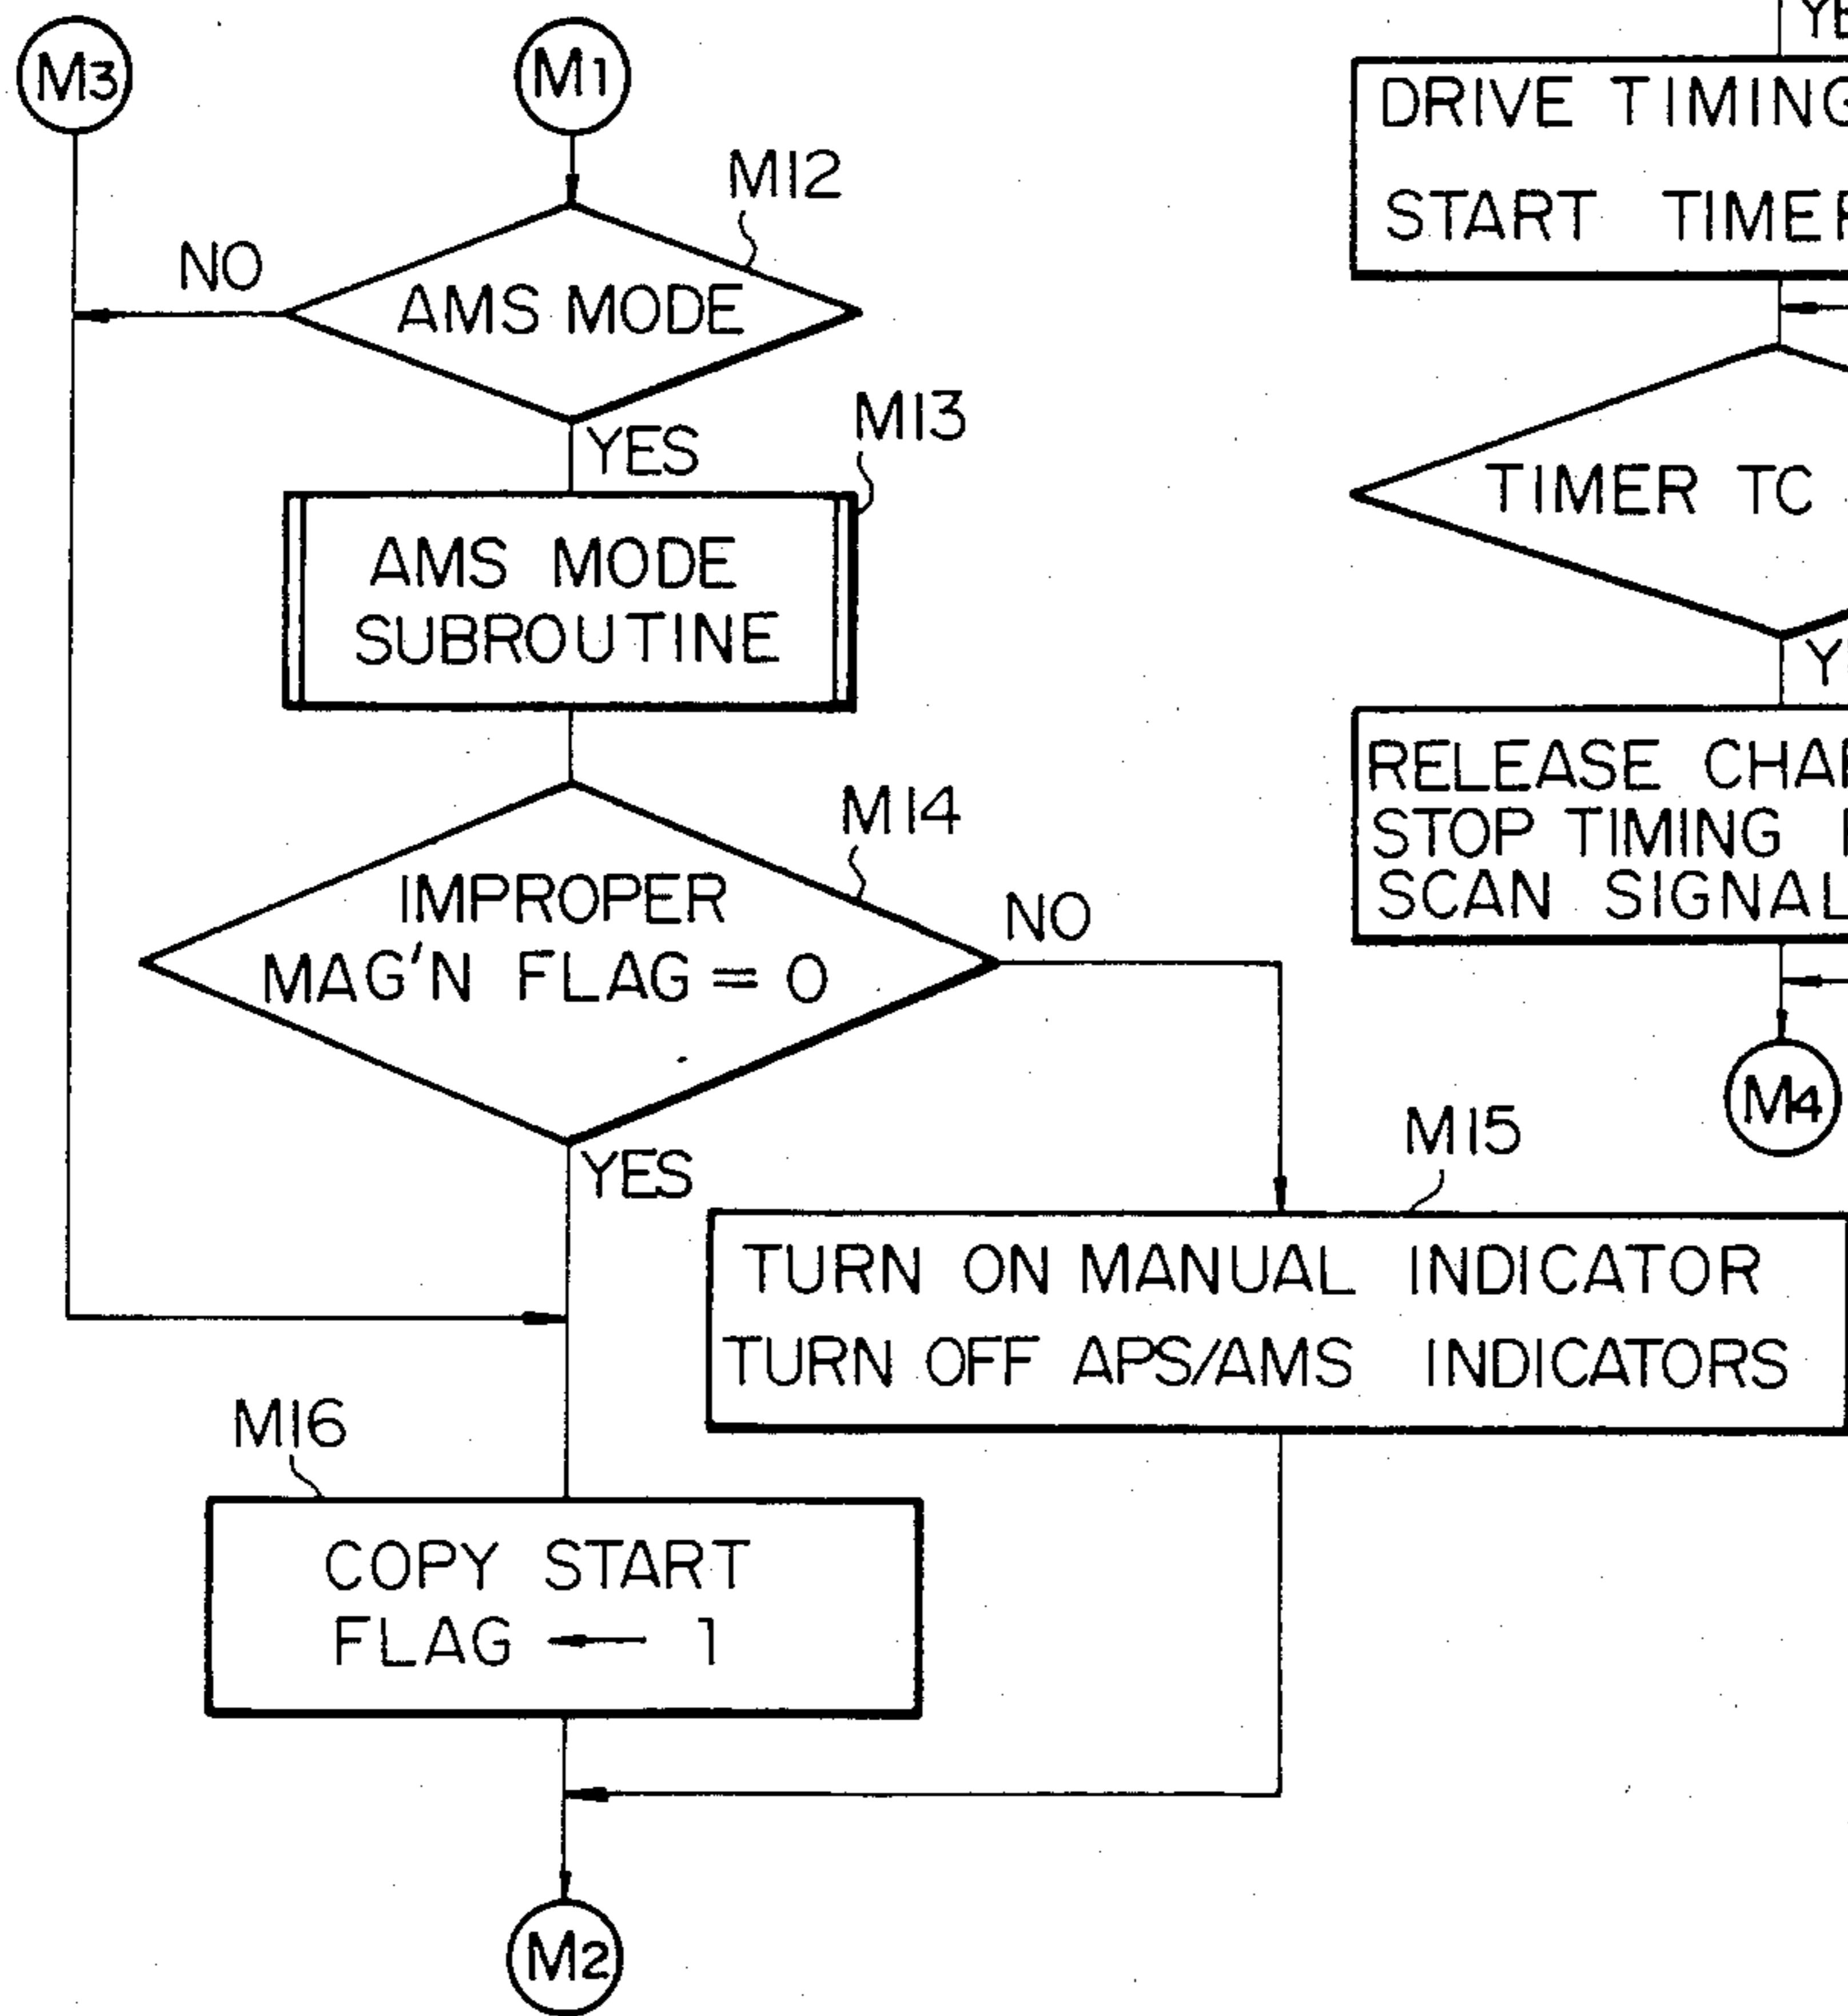 M3
M1
M12
NO
AMS MODE
YES
M13
AMS MODE
SUBROUTINE
M14
IMPROPER
MAG'N FLAG = 0
NO
YES
M15
TURN ON MANUAL INDICATOR
TURN OFF APS/AMS INDICATORS
M16
COPY START
FLAG ← 1
M2
DRIVE TIMING
START TIMER
TIMER TC
RELEASE
STOP TIMING
SCAN SIGNAL
M4